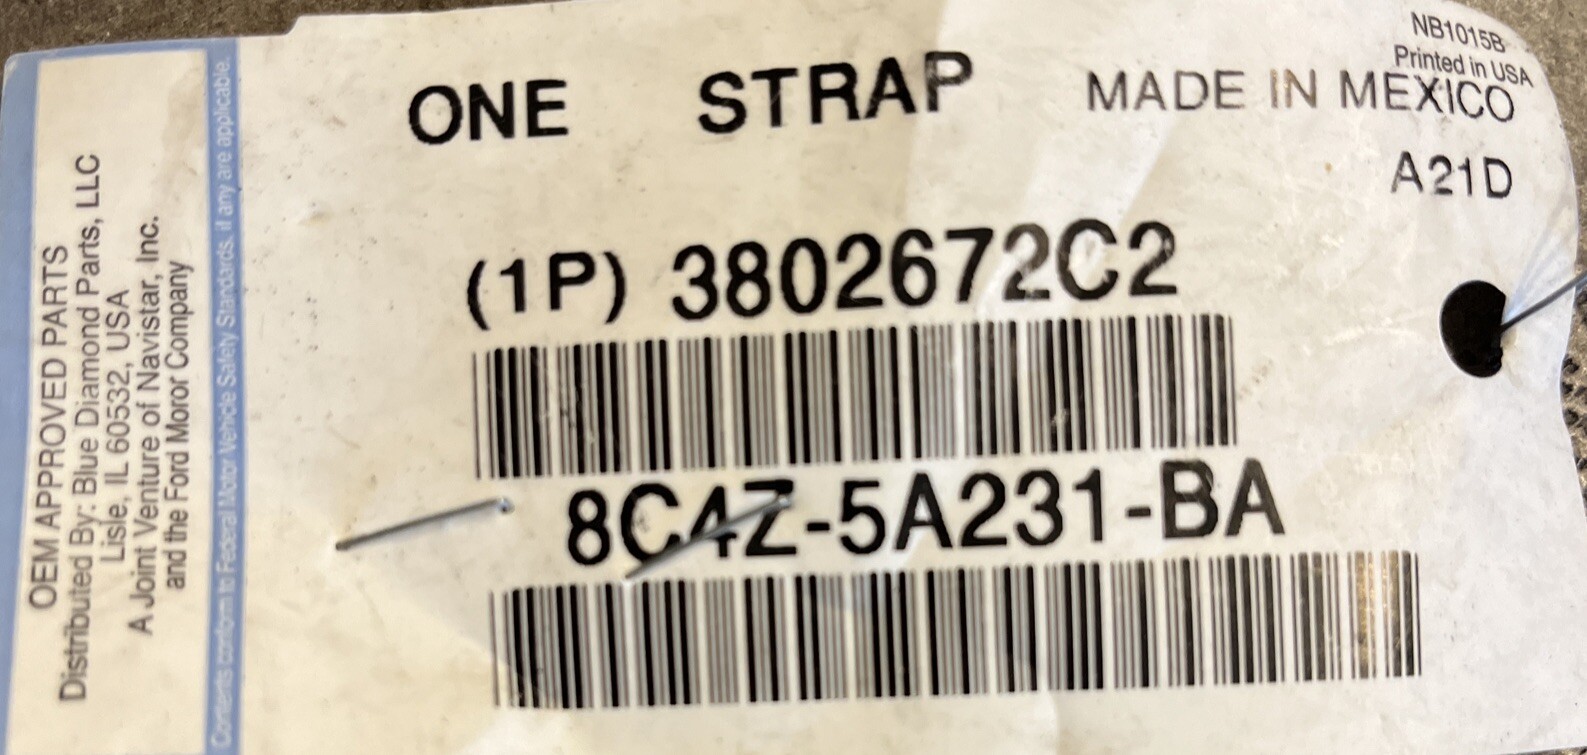 OEM APPROVED PARTS
Distributed By: Blue Diamond Parts, LLC
Lisle, IL 60532, USA
A Joint Venture of Navistar, Inc.
and the Ford Moror Company
Contents conform to Federal Motor Vehicle Safety Standards, if any are applicable.
NB1015B
Printed in USA
ONE STRAP MADE IN MEXICO
A21D
(1P) 3802672C2
8C4Z-5A231-BA